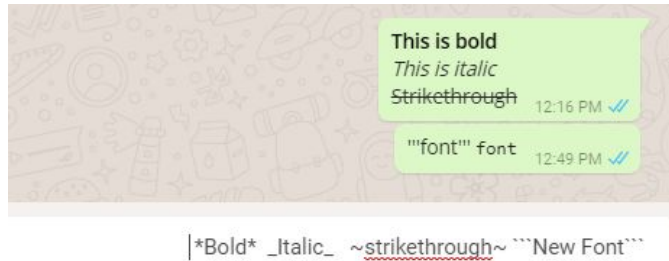 This is bold
This is italic
Strikethrough 12:16 PM
'''font''' font 12:49 PM
*Bold* _Italic_ ~strikethrough~ ```New Font```